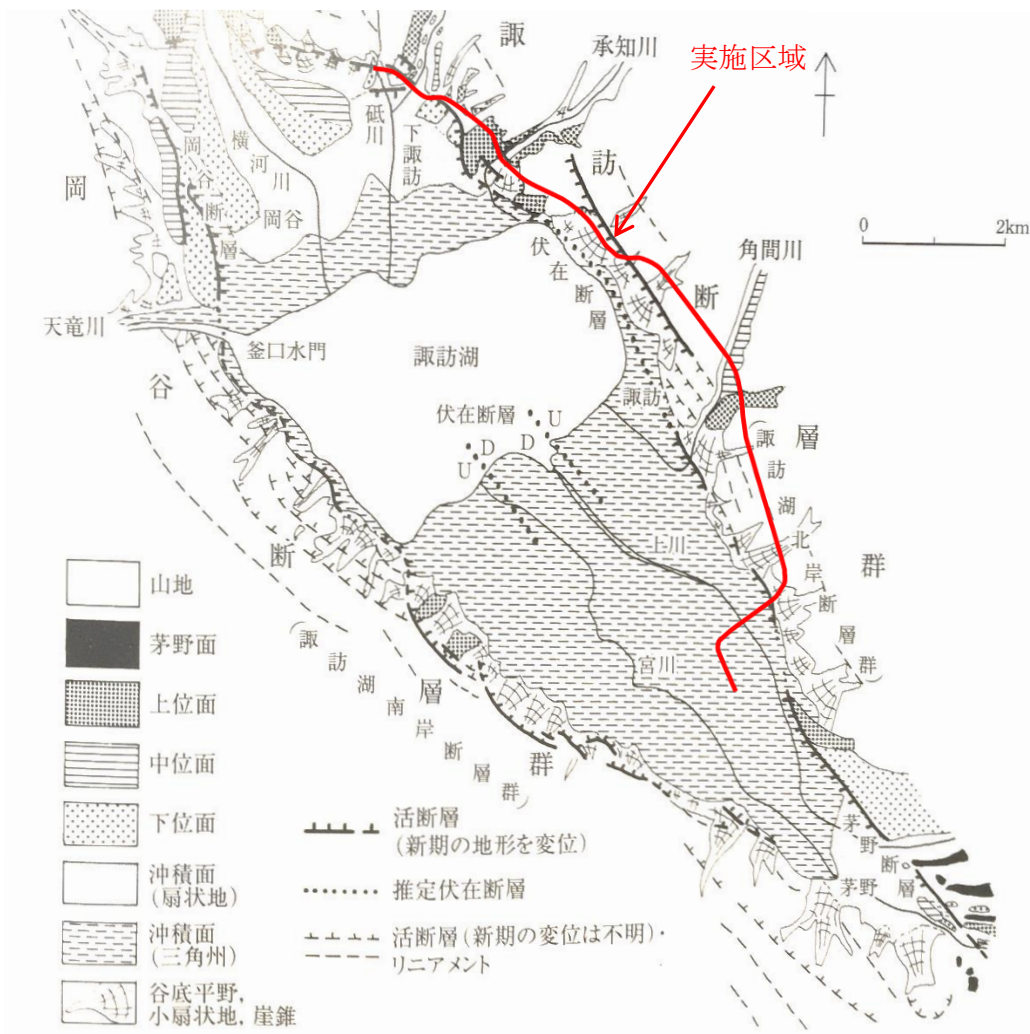 諏訪断層群
承知川
実施区域
砥川
下諏訪
横河川
岡谷
岡谷断層
岡谷断層群
伏在断層
角間川
0 2km
天竜川
釜口水門
諏訪湖
諏訪
伏在断層
U
D
D
U
(諏訪湖北岸断層群)
上川
宮川
(諏訪湖南岸断層群)
茅野断層
茅野
山地
茅野面
上位面
中位面
下位面
沖積面
(扇状地)
沖積面
(三角州)
谷底平野,
小扇状地, 崖錐
活断層
(新期の地形を変位)
推定伏在断層
活断層(新期の変位は不明)・
リニアメント